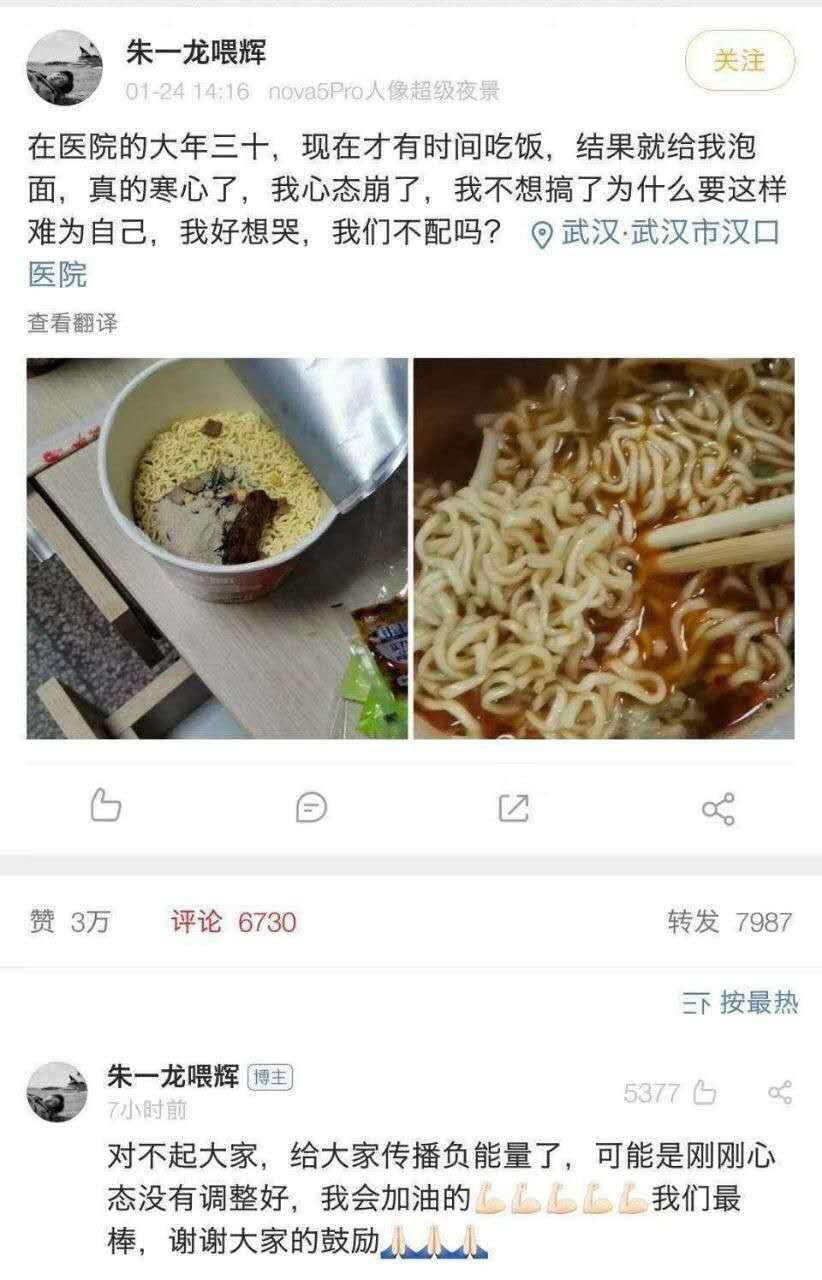 朱一龙喂辉
关注
01-24 14:16 nova5Pro人像超级夜景
在医院的大年三十，现在才有时间吃饭，结果就给我泡
面，真的寒心了，我心态崩了，我不想搞了为什么要这样
难为自己，我好想哭，我们不配吗？ 武汉·武汉市汉口
医院
查看翻译
赞 3万 评论 6730 转发 7987
按最热
朱一龙喂辉 博主
5377
7小时前
对不起大家，给大家传播负能量了，可能是刚刚心
态没有调整好，我会加油的💪🏻💪🏻💪🏻💪🏻💪🏻我们最
棒，谢谢大家的鼓励🙏🏻🙏🏻🙏🏻